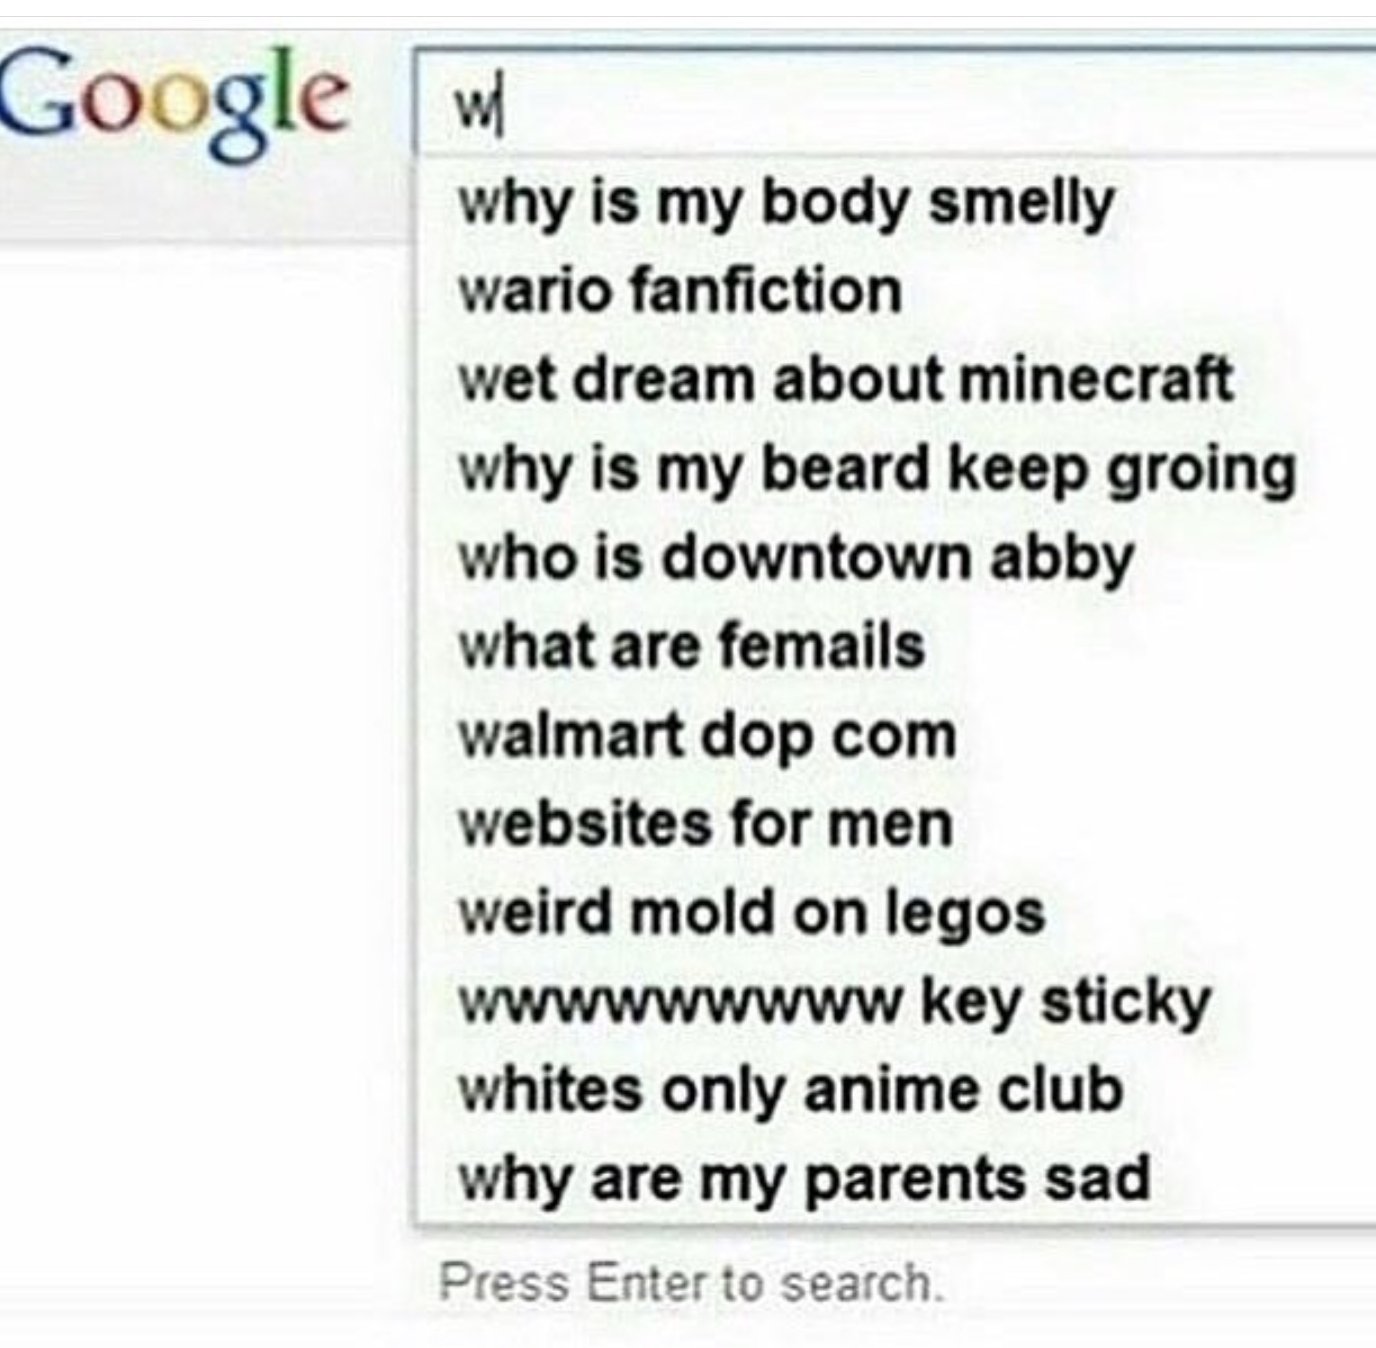 Google
w
why is my body smelly
wario fanfiction
wet dream about minecraft
why is my beard keep groing
who is downtown abby
what are femails
walmart dop com
websites for men
weird mold on legos
wwwwwwwwww key sticky
whites only anime club
why are my parents sad
Press Enter to search.